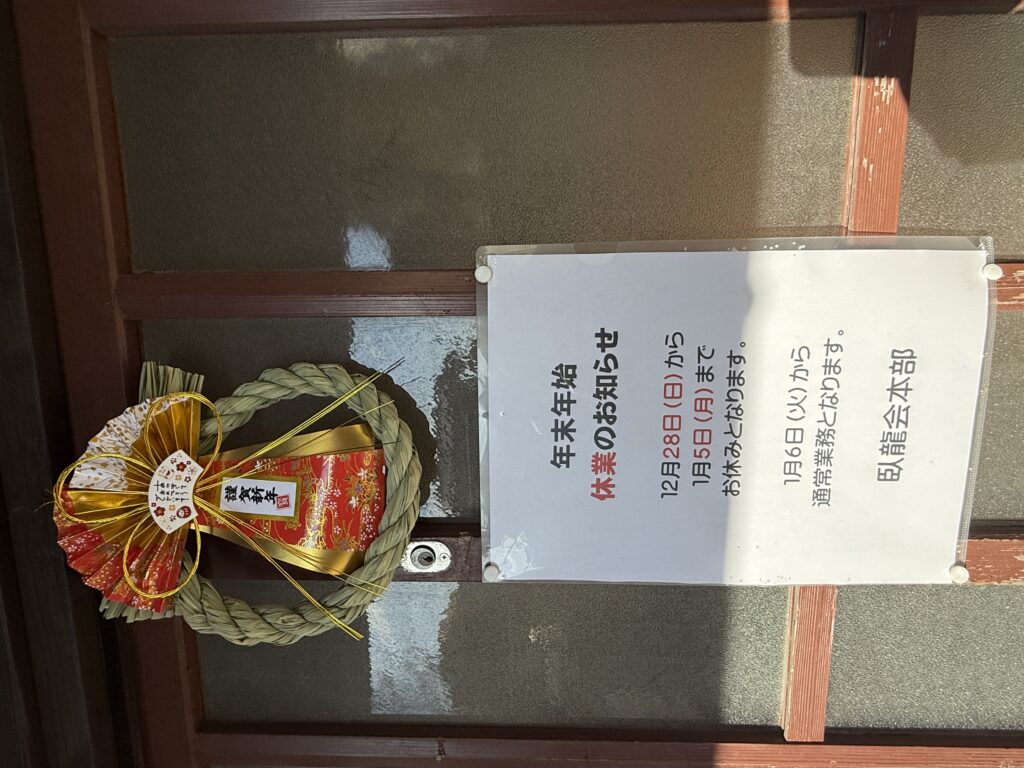 謹賀新年
年末年始
休業のお知らせ
12月28日(日)から
1月5日(月)まで
お休みとなります。
1月6日(火)から
通常業務となります。
臥龍会本部